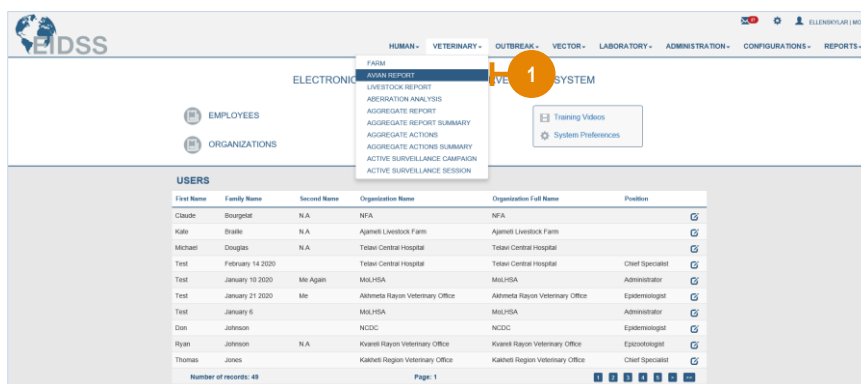 EIDSS
ELLENSKYLAR | MO
HUMAN VETERINARY OUTBREAK VECTOR LABORATORY ADMINISTRATION CONFIGURATIONS REPORTS
FARM
AVIAN REPORT
LIVESTOCK REPORT
ABERRATION ANALYSIS
AGGREGATE REPORT
AGGREGATE REPORT SUMMARY
AGGREGATE ACTIONS
AGGREGATE ACTIONS SUMMARY
ACTIVE SURVEILLANCE CAMPAIGN
ACTIVE SURVEILLANCE SESSION
1
ELECTRONIC SYSTEM
EMPLOYEES
ORGANIZATIONS
Training Videos
System Preferences
USERS
First Name Family Name Second Name Organization Name Organization Full Name Position
Claude Bourgelat N.A NFA NFA
Kate Braille N.A Ajameti Livestock Farm Ajameti Livestock Farm
Michael Douglas N.A Telavi Central Hospital Telavi Central Hospital
Test February 14 2020 Telavi Central Hospital Telavi Central Hospital Chief Specialist
Test January 10 2020 Me Again MoLHSA MoLHSA Administrator
Test January 21 2020 Me Akhmeta Rayon Veterinary Office Akhmeta Rayon Veterinary Office Epidemiologist
Test January 6 MoLHSA MoLHSA Administrator
Don Johnson NCDC NCDC Epidemiologist
Ryan Johnson N.A Kvareli Rayon Veterinary Office Kvareli Rayon Veterinary Office Epizootologist
Thomas Jones Kakheti Region Veterinary Office Kakheti Region Veterinary Office Chief Specialist
Number of records: 49 Page: 1 1 2 3 4 5 > >>